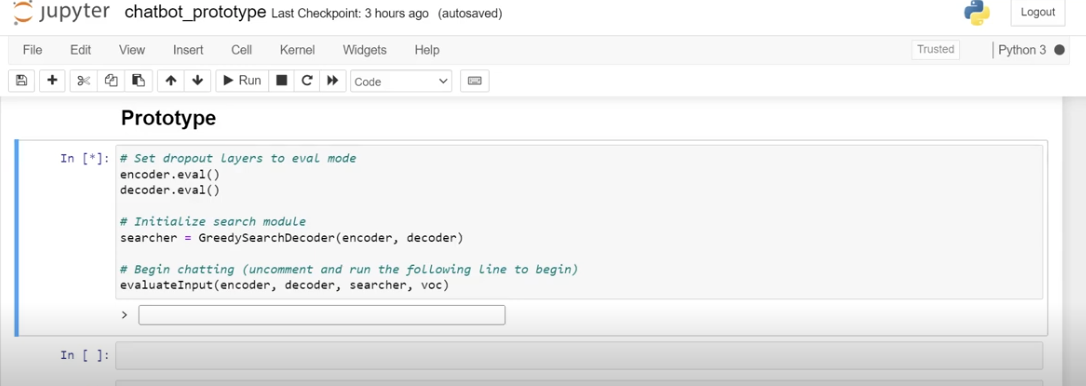 jupyter chatbot_prototype Last Checkpoint: 3 hours ago (autosaved)
Logout
File Edit View Insert Cell Kernel Widgets Help
Trusted Python 3
Run Code
Prototype
In [*]: # Set dropout layers to eval mode
encoder.eval()
decoder.eval()
# Initialize search module
searcher = GreedySearchDecoder(encoder, decoder)
# Begin chatting (uncomment and run the following line to begin)
evaluateInput(encoder, decoder, searcher, voc)
>
In [ ]: